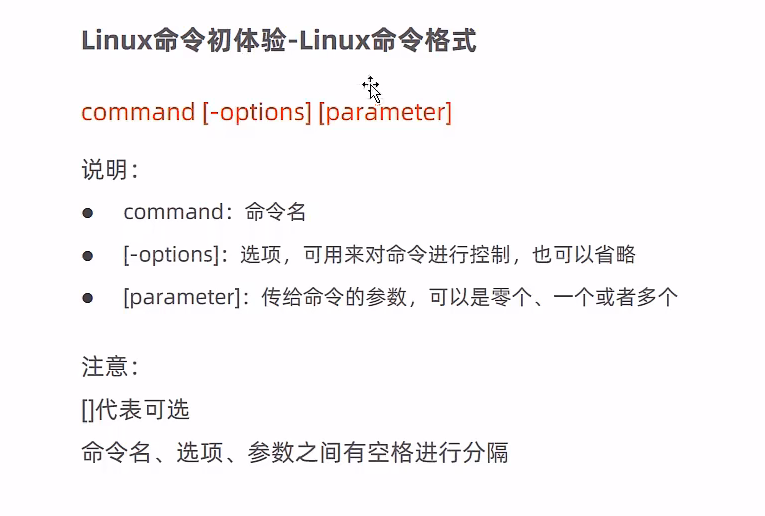 Linux命令初体验-Linux命令格式
command [-options] [parameter]
说明：
● command：命令名
● [-options]：选项，可用来对命令进行控制，也可以省略
● [parameter]：传给命令的参数，可以是零个、一个或者多个
注意：
[]代表可选
命令名、选项、参数之间有空格进行分隔